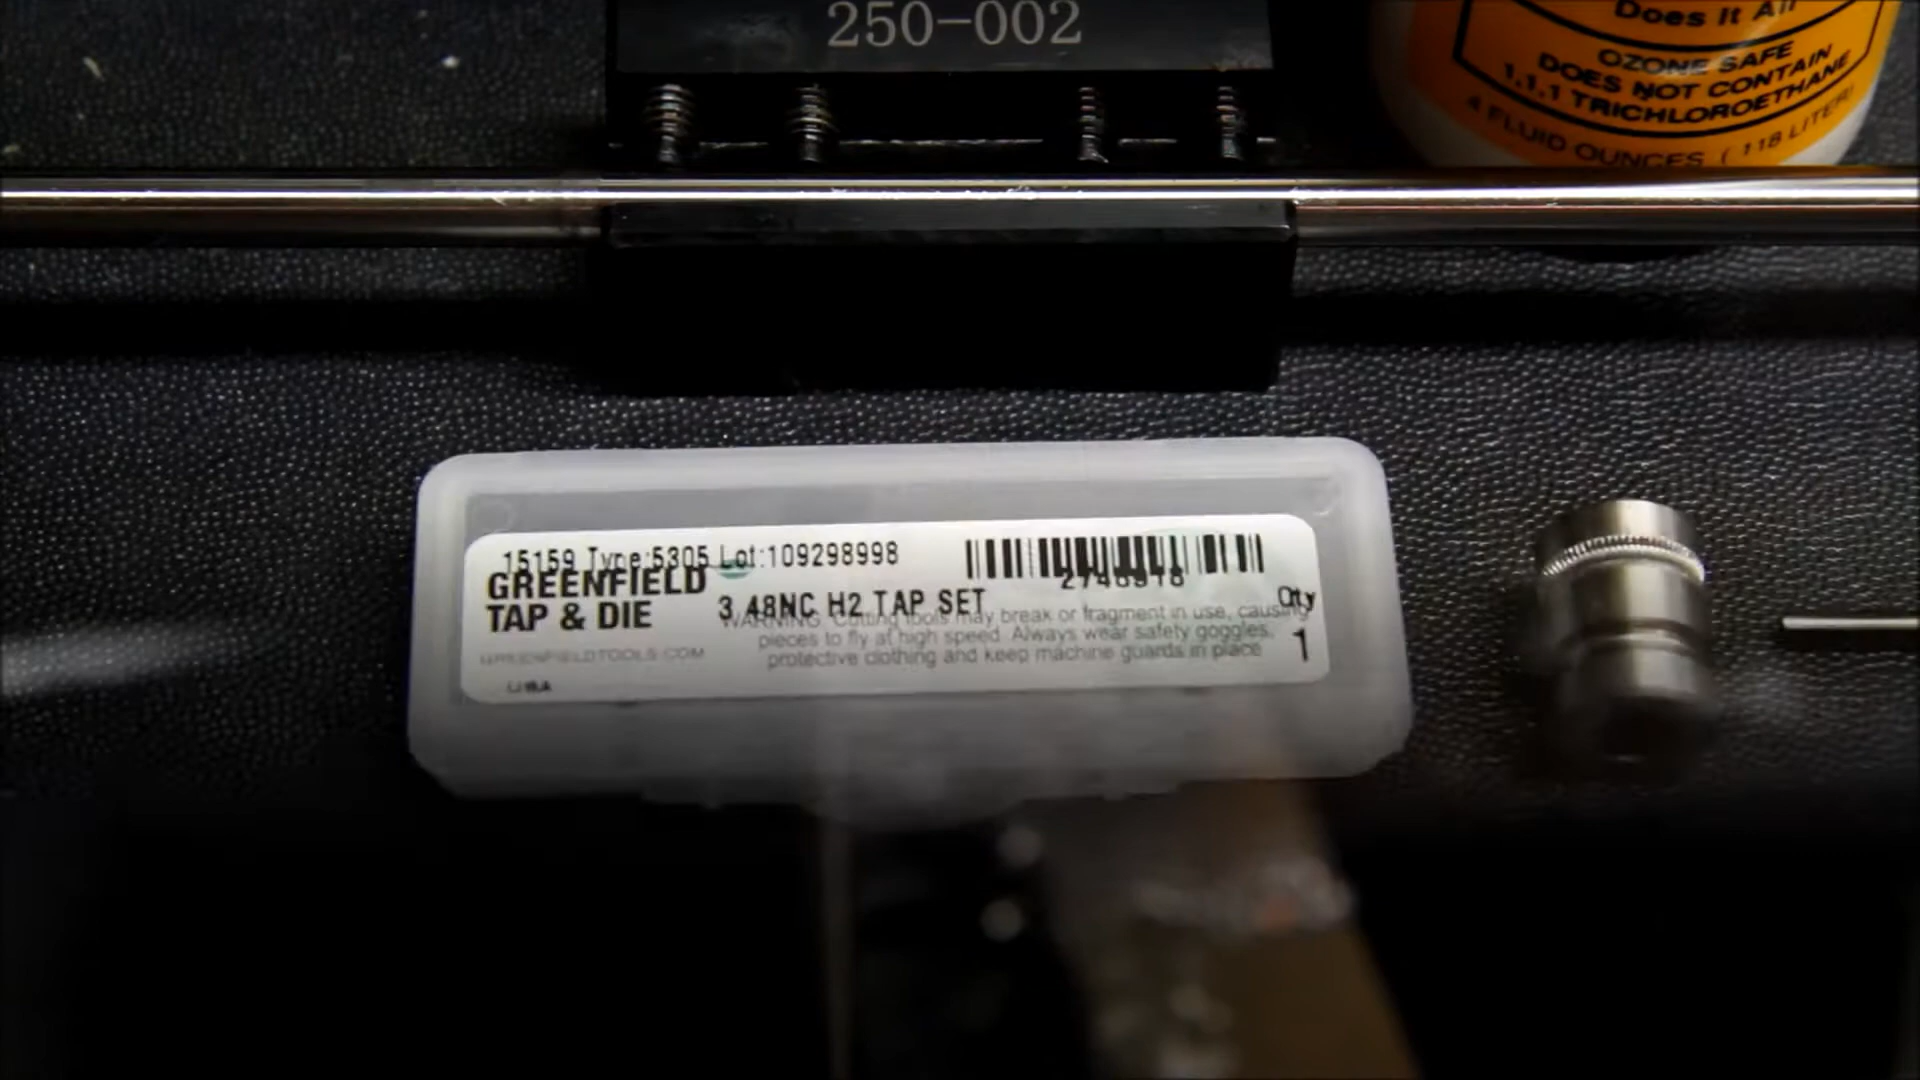 250-002
Does It All
OZONE SAFE
DOES NOT CONTAIN
1,1,1 TRICHLOROETHANE
4 FLUID OUNCES (118 LITER)
15159 Type:5305 Lot:109298998
GREENFIELD
TAP & DIE
3 48NC H2 TAP SET
Qty
1
WARNING Cutting tools may break or fragment in use, causing
pieces to fly at high speed. Always wear safety goggles,
protective clothing and keep machine guards in place
GREENFIELDTOOLS.COM
USA